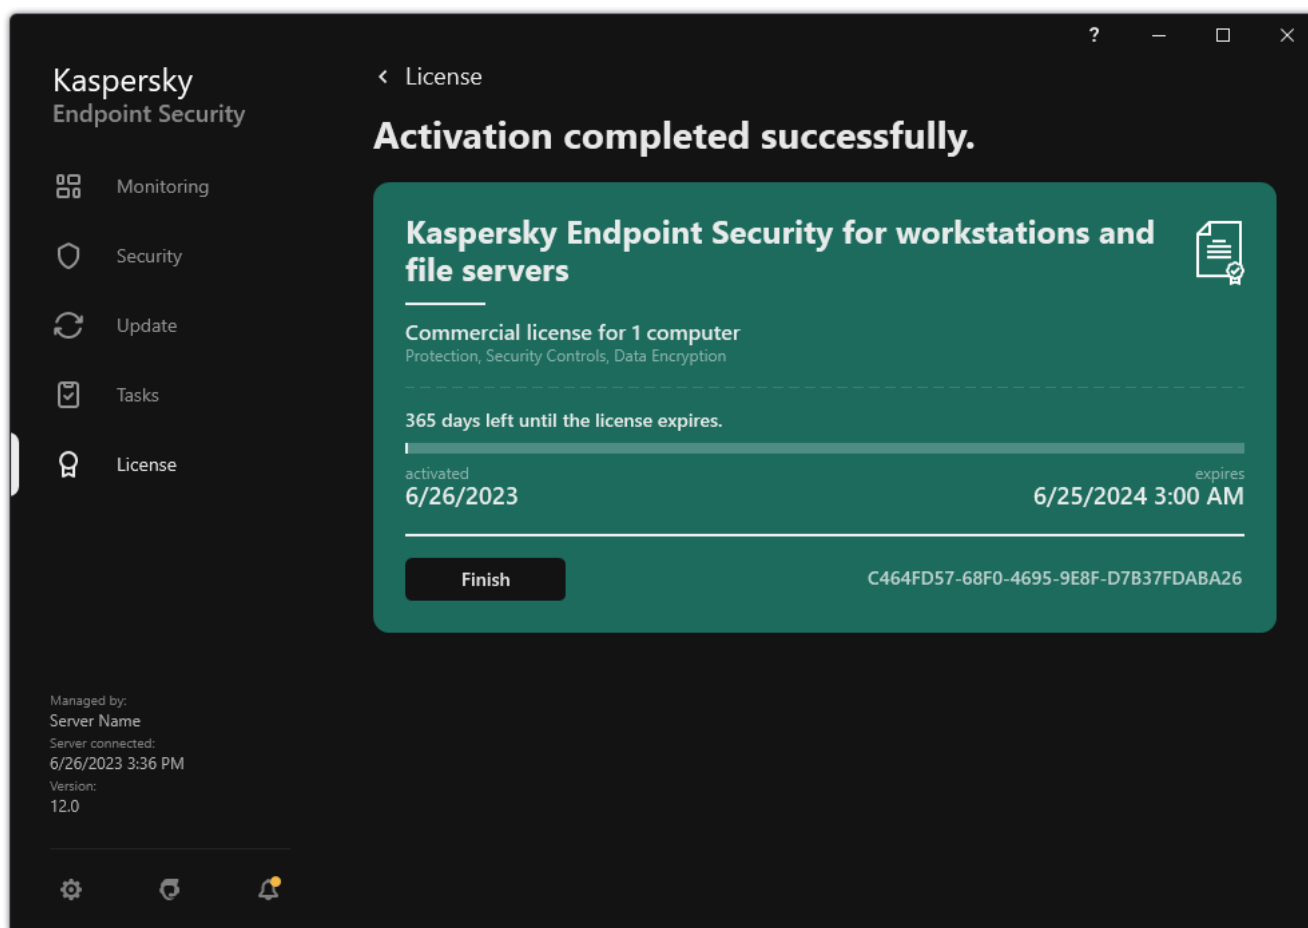 ?
Kaspersky
Endpoint Security
Monitoring
Security
Update
Tasks
License
Managed by:
Server Name
Server connected:
6/26/2023 3:36 PM
Version:
12.0
License
Activation completed successfully.
Kaspersky Endpoint Security for workstations and
file servers
Commercial license for 1 computer
Protection, Security Controls, Data Encryption
365 days left until the license expires.
activated
6/26/2023
expires
6/25/2024 3:00 AM
Finish
C464FD57-68F0-4695-9E8F-D7B37FDABA26